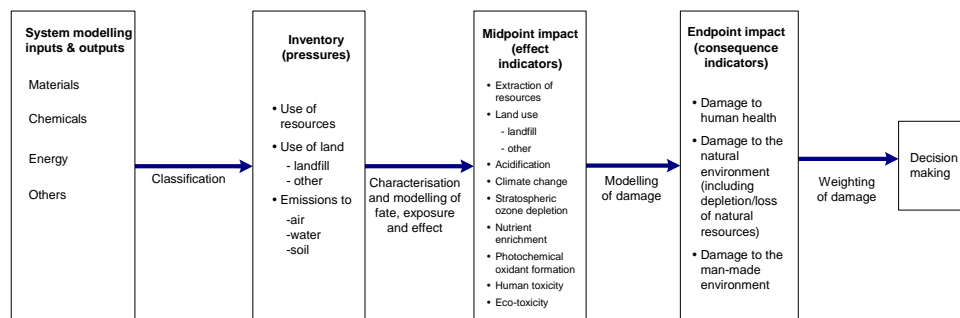 System modelling
inputs & outputs
Materials
Chemicals
Energy
Others
Classification
Inventory
(pressures)
• Use of
resources
• Use of land
- landfill
- other
• Emissions to
-air
-water
-soil
Characterisation
and modelling of
fate, exposure
and effect
Midpoint impact
(effect
indicators)
• Extraction of
resources
• Land use
- landfill
- other
• Acidification
• Climate change
• Stratospheric
ozone depletion
• Nutrient
enrichment
• Photochemical
oxidant formation
• Human toxicity
• Eco-toxicity
Modelling
of damage
Endpoint impact
(consequence
indicators)
• Damage to
human health
• Damage to the
natural
environment
(including
depletion/loss
of natural
resources)
• Damage to the
man-made
environment
Weighting
of damage
Decision
making